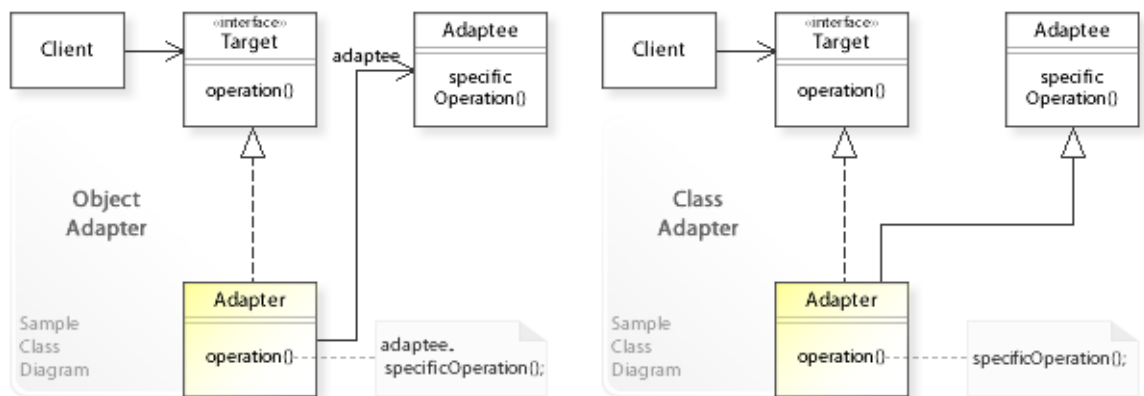 Client
«interface»
Target
operation()
adaptee
Adaptee
specific
Operation()
Object
Adapter
Adapter
operation()
adaptee.
specificOperation();
Sample
Class
Diagram
Client
«interface»
Target
operation()
Adaptee
specific
Operation()
Class
Adapter
Adapter
operation()
specificOperation();
Sample
Class
Diagram